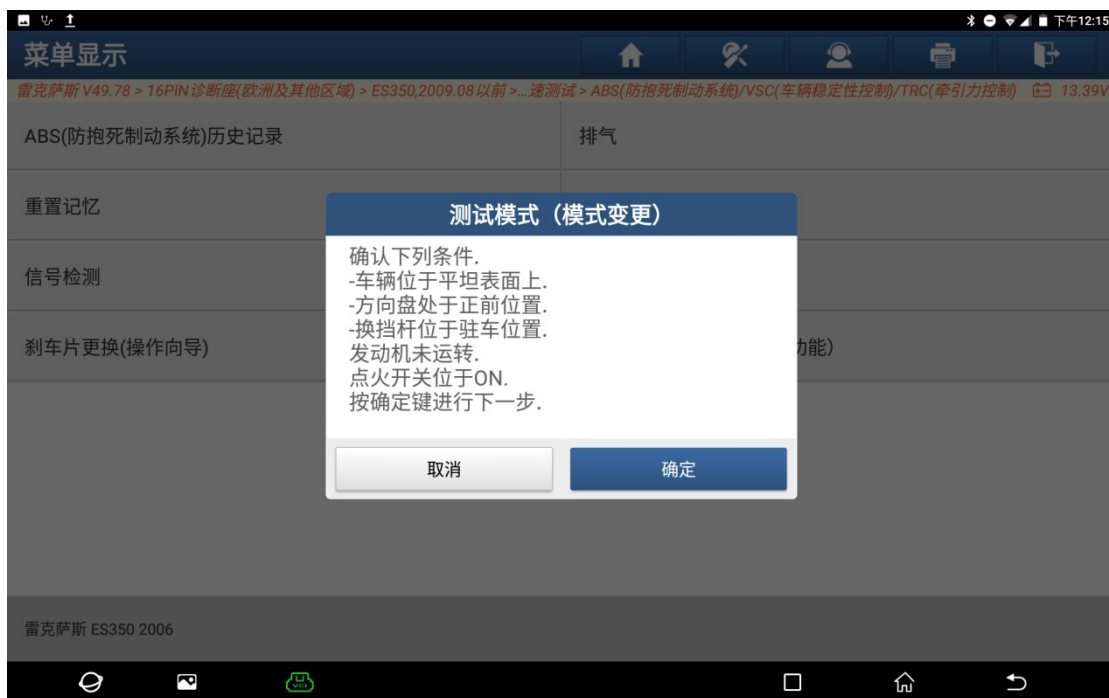 下午12:15
菜单显示
雷克萨斯 V49.78 > 16PIN诊断座(欧洲及其他区域) > ES350,2009.08以前 >...速测试 > ABS(防抱死制动系统)/VSC(车辆稳定性控制)/TRC(牵引力控制) 13.39V
ABS(防抱死制动系统)历史记录
排气
重置记忆
测试模式（模式变更）
确认下列条件.
-车辆位于平坦表面上.
-方向盘处于正前位置.
-换挡杆位于驻车位置.
发动机未运转.
点火开关位于ON.
按确定键进行下一步.
信号检测
刹车片更换(操作向导)
功能）
取消
确定
雷克萨斯 ES350 2006
VCI